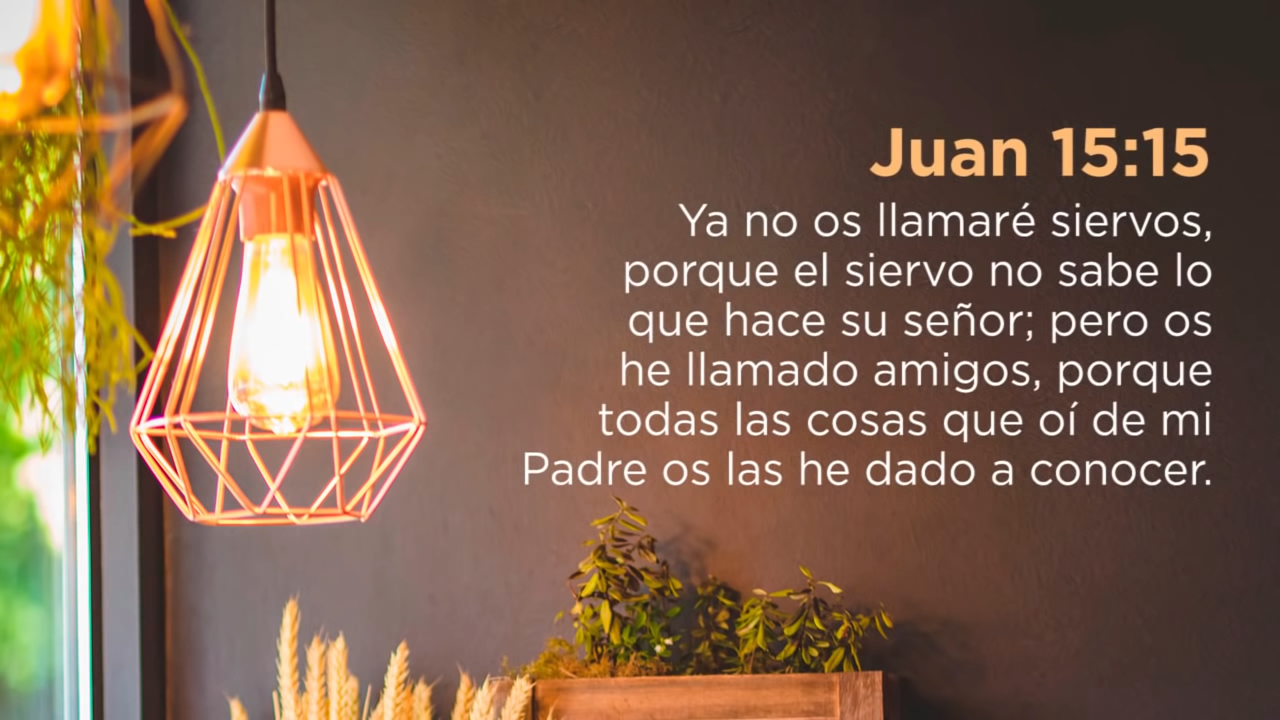 Juan 15:15
Ya no os llamaré siervos,
porque el siervo no sabe lo
que hace su señor; pero os
he llamado amigos, porque
todas las cosas que oí de mi
Padre os las he dado a conocer.